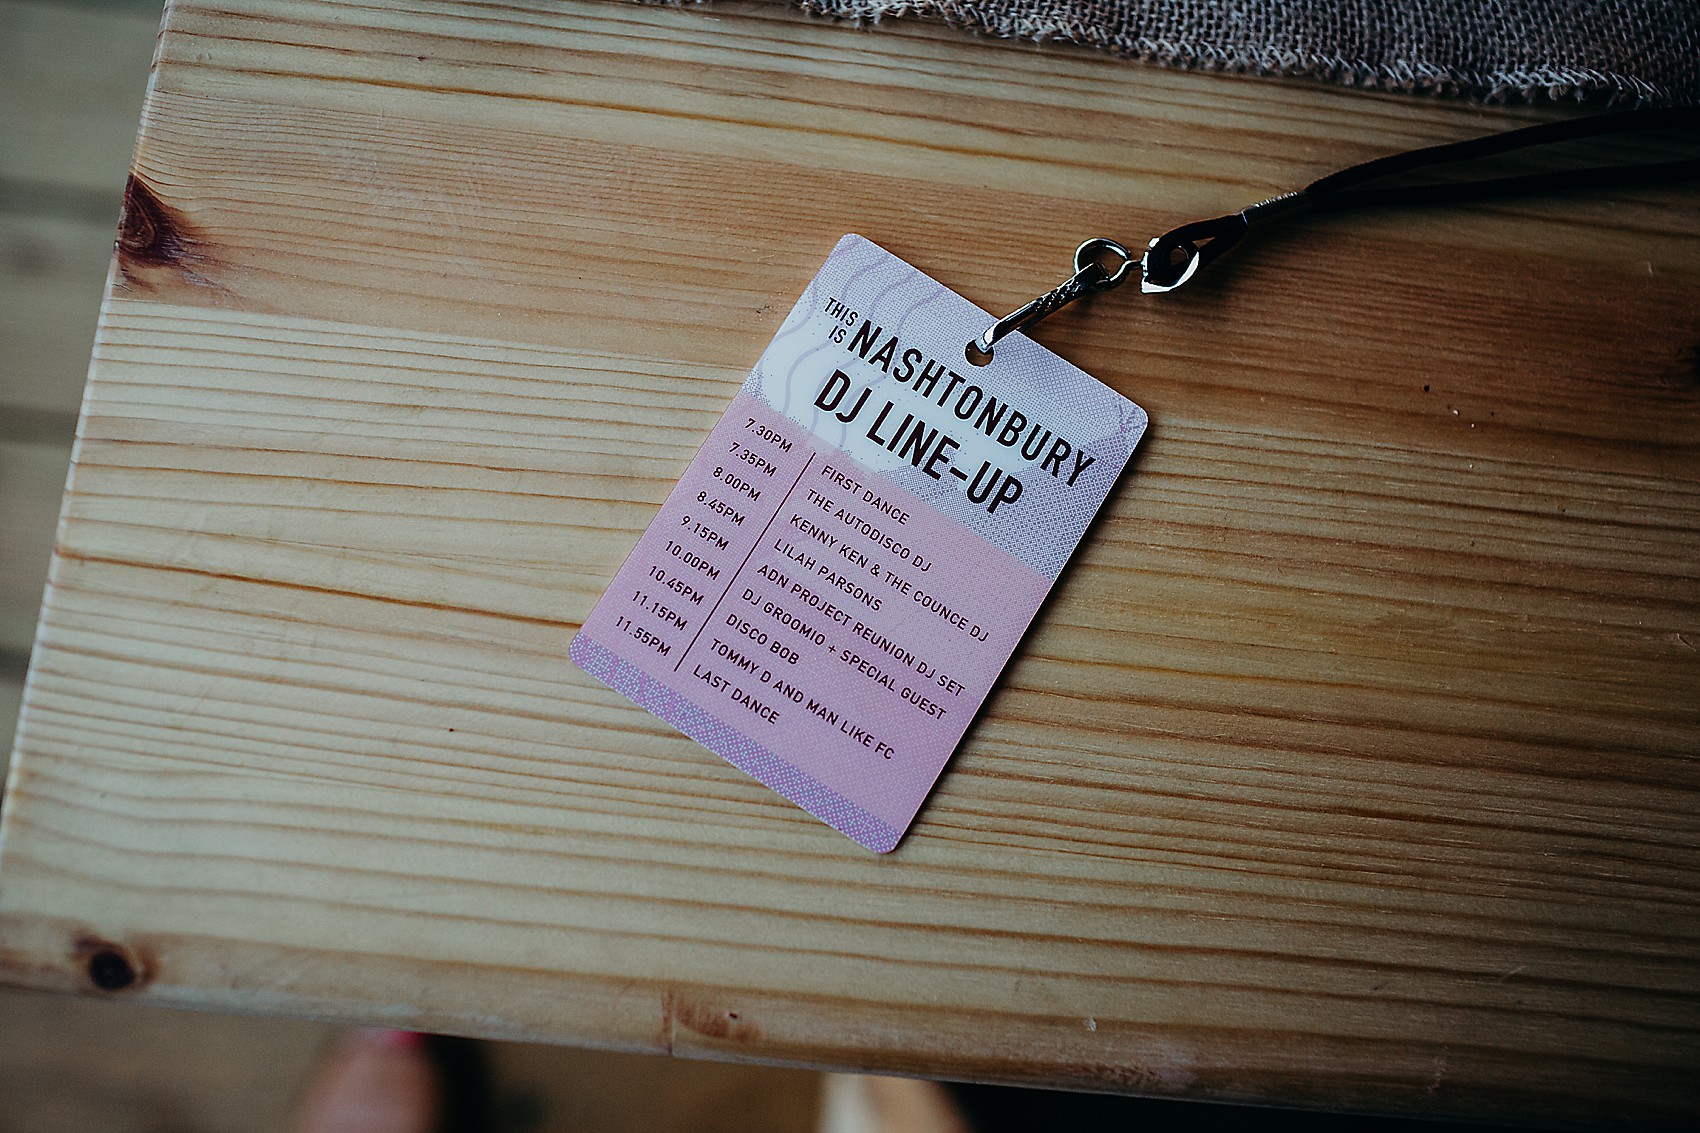 THIS IS NASHTONBURY
DJ LINE-UP
7.30PM FIRST DANCE
7.35PM THE AUTODISCO DJ
8.00PM KENNY KEN & THE COUNCE DJ
8.45PM LILAH PARSONS
9.15PM ADN PROJECT REUNION DJ SET
10.00PM DJ GROOMIO + SPECIAL GUEST
10.45PM DISCO BOB
11.15PM TOMMY D AND MAN LIKE FC
11.55PM LAST DANCE